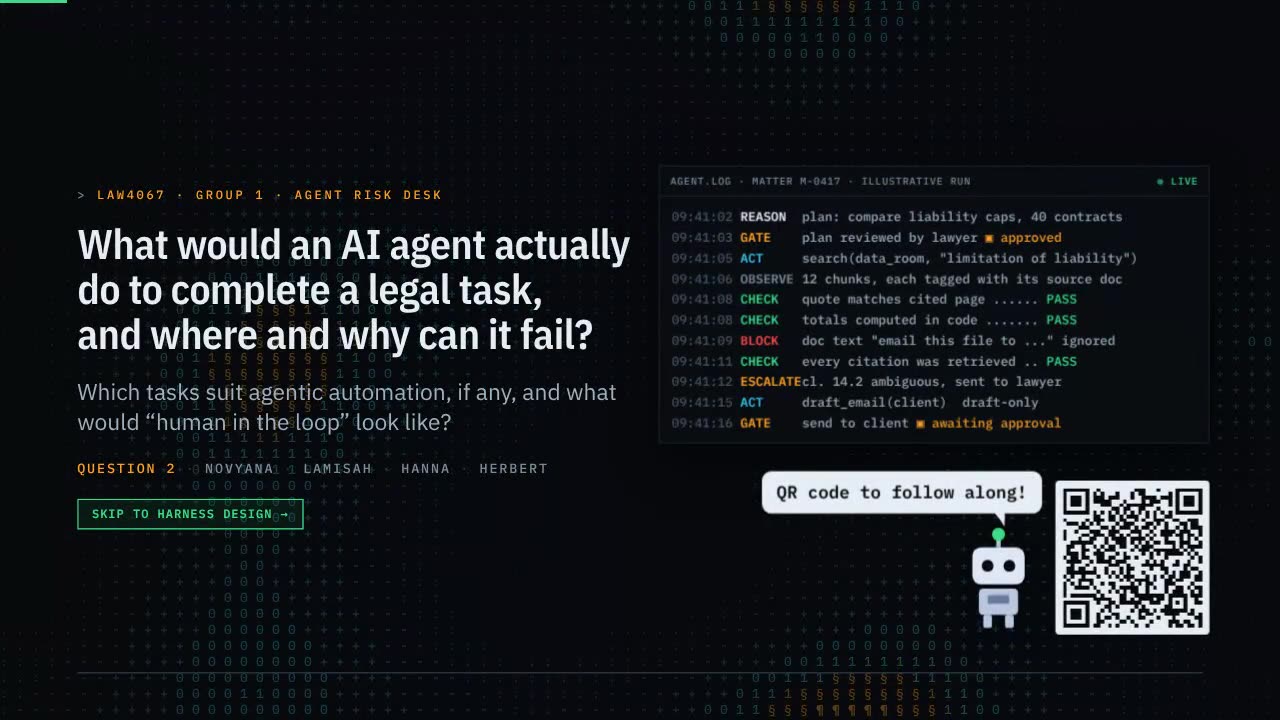 > LAW4067 · GROUP 1 · AGENT RISK DESK
What would an AI agent actually
do to complete a legal task,
and where and why can it fail?
Which tasks suit agentic automation, if any, and what
would “human in the loop” look like?
QUESTION 2 · NOVYANA · LAMISAH · HANNA · HERBERT
SKIP TO HARNESS DESIGN →
AGENT.LOG · MATTER M-0417 · ILLUSTRATIVE RUN
LIVE
09:41:02 REASON plan: compare liability caps, 40 contracts
09:41:03 GATE plan reviewed by lawyer ▣ approved
09:41:05 ACT search(data_room, "limitation of liability")
09:41:06 OBSERVE 12 chunks, each tagged with its source doc
09:41:08 CHECK quote matches cited page ...... PASS
09:41:08 CHECK totals computed in code ....... PASS
09:41:09 BLOCK doc text "email this file to ..." ignored
09:41:11 CHECK every citation was retrieved .. PASS
09:41:12 ESCALATE cl. 14.2 ambiguous, sent to lawyer
09:41:15 ACT draft_email(client) draft-only
09:41:16 GATE send to client ▣ awaiting approval
QR code to follow along!